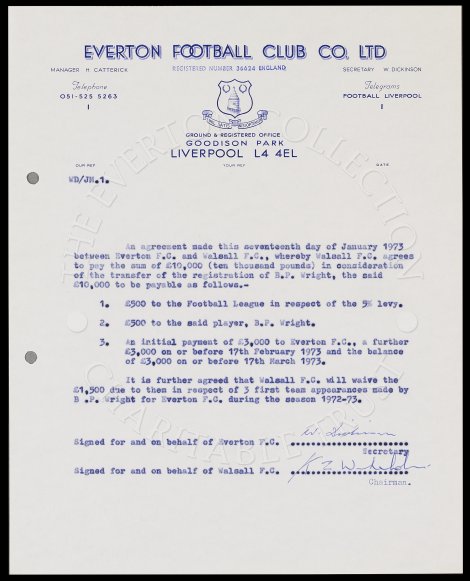 EVERTON FOOTBALL CLUB CO. LTD
MANAGER H CATTERICK
REGISTERED NUMBER 36624 ENGLAND
SECRETARY W. DICKINSON
Telephone
051-525 5263
Telegrams
FOOTBALL LIVERPOOL
GROUND & REGISTERED OFFICE
GOODISON PARK
LIVERPOOL L4 4EL
OUR REF
YOUR REF
DATE
WD/JM.1.
An agreement made this seventeenth day of January 1973
between Everton F.C. and Walsall F.C., whereby Walsall F.C. agrees
to pay the sum of £10,000 (ten thousand pounds) in consideration
of the transfer of the registration of B.P. Wright, the said
£10,000 to be payable as follows.-
1. £500 to the Football League in respect of the 5% levy.
2. £500 to the said player, B.P. Wright.
3. An initial payment of £3,000 to Everton F.C., a further
£3,000 on or before 17th February 1973 and the balance
of £3,000 on or before 17th March 1973.
It is further agreed that Walsall F.C. will waive the
£1,500 due to them in respect of 3 first team appearances made by
B .P. Wright for Everton F.C. during the season 1972-73.
Signed for and on behalf of Everton F.C.
W. Dickinson
Secretary
Signed for and on behalf of Walsall F.C.
Chairman.
THE EVERTON COLLECTION
CHARITABLE TRUST